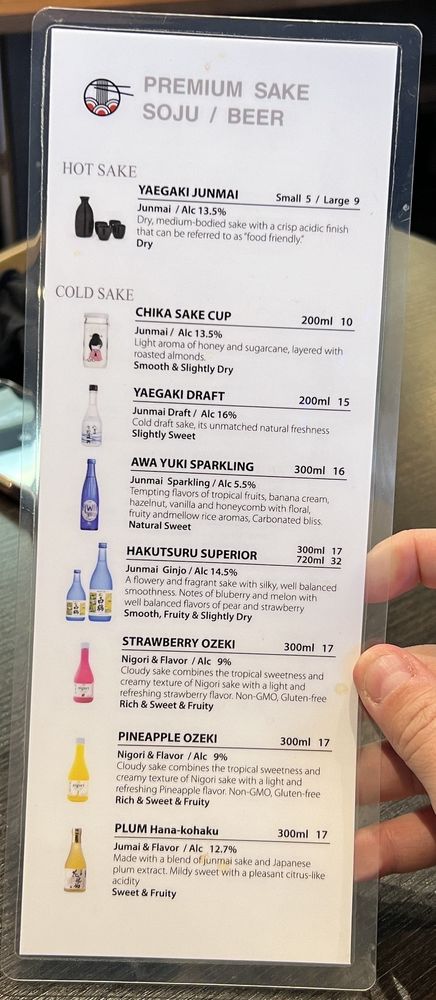 PREMIUM SAKE
SOJU / BEER
HOT SAKE
YAEGAKI JUNMAI Small 5 / Large 9
Junmai / Alc 13.5%
Dry, medium-bodied sake with a crisp acidic finish
that can be referred to as "food friendly."
Dry
COLD SAKE
CHIKA SAKE CUP 200ml 10
Junmai / Alc 13.5%
Light aroma of honey and sugarcane, layered with
roasted almonds.
Smooth & Slightly Dry
YAEGAKI DRAFT 200ml 15
Junmai Draft / Alc 16%
Cold draft sake, its unmatched natural freshness
Slightly Sweet
AWA YUKI SPARKLING 300ml 16
Junmai Sparkling / Alc 5.5%
Tempting flavors of tropical fruits, banana cream,
hazelnut, vanilla and honeycomb with floral,
fruity andmellow rice aromas, Carbonated bliss.
Natural Sweet
HAKUTSURU SUPERIOR 300ml 17
720ml 32
Junmai Ginjo / Alc 14.5%
A flowery and fragrant sake with silky, well balanced
smoothness. Notes of bluberry and melon with
well balanced flavors of pear and strawberry
Smooth, Fruity & Slightly Dry
STRAWBERRY OZEKI 300ml 17
Nigori & Flavor / Alc 9%
Cloudy sake combines the tropical sweetness and
creamy texture of Nigori sake with a light and
refreshing strawberry flavor. Non-GMO, Gluten-free
Rich & Sweet & Fruity
PINEAPPLE OZEKI 300ml 17
Nigori & Flavor / Alc 9%
Cloudy sake combines the tropical sweetness and
creamy texture of Nigori sake with a light and
refreshing Pineapple flavor. Non-GMO, Gluten-free
Rich & Sweet & Fruity
PLUM Hana-kohaku 300ml 17
Jumai & Flavor / Alc 12.7%
Made with a blend of junmai sake and Japanese
plum extract. Mildy sweet with a pleasant citrus-like
acidity
Sweet & Fruity